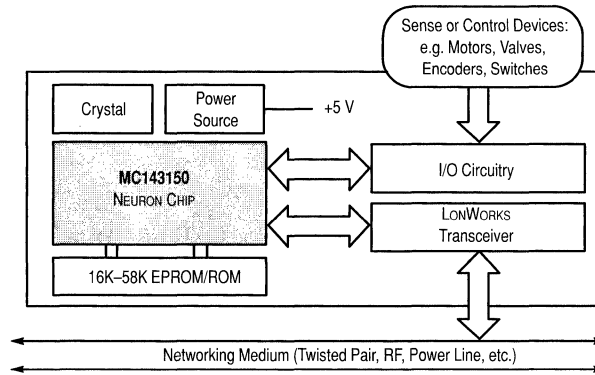 Sense or Control Devices:
e.g. Motors, Valves,
Encoders, Switches
Crystal
Power
Source
+5 V
MC143150
NEURON CHIP
I/O Circuitry
LONWORKS
Transceiver
16K–58K EPROM/ROM
Networking Medium (Twisted Pair, RF, Power Line, etc.)